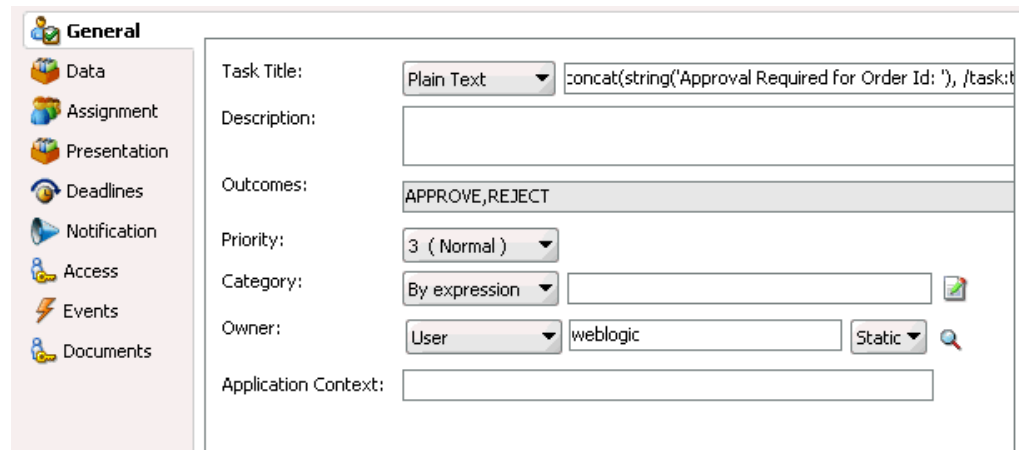 General
Data
Assignment
Presentation
Deadlines
Notification
Access
Events
Documents
Task Title: Plain Text :oncat(string('Approval Required for Order Id: '), /task:t
Description:
Outcomes: APPROVE,REJECT
Priority: 3 ( Normal )
Category: By expression
Owner: User weblogic Static
Application Context: